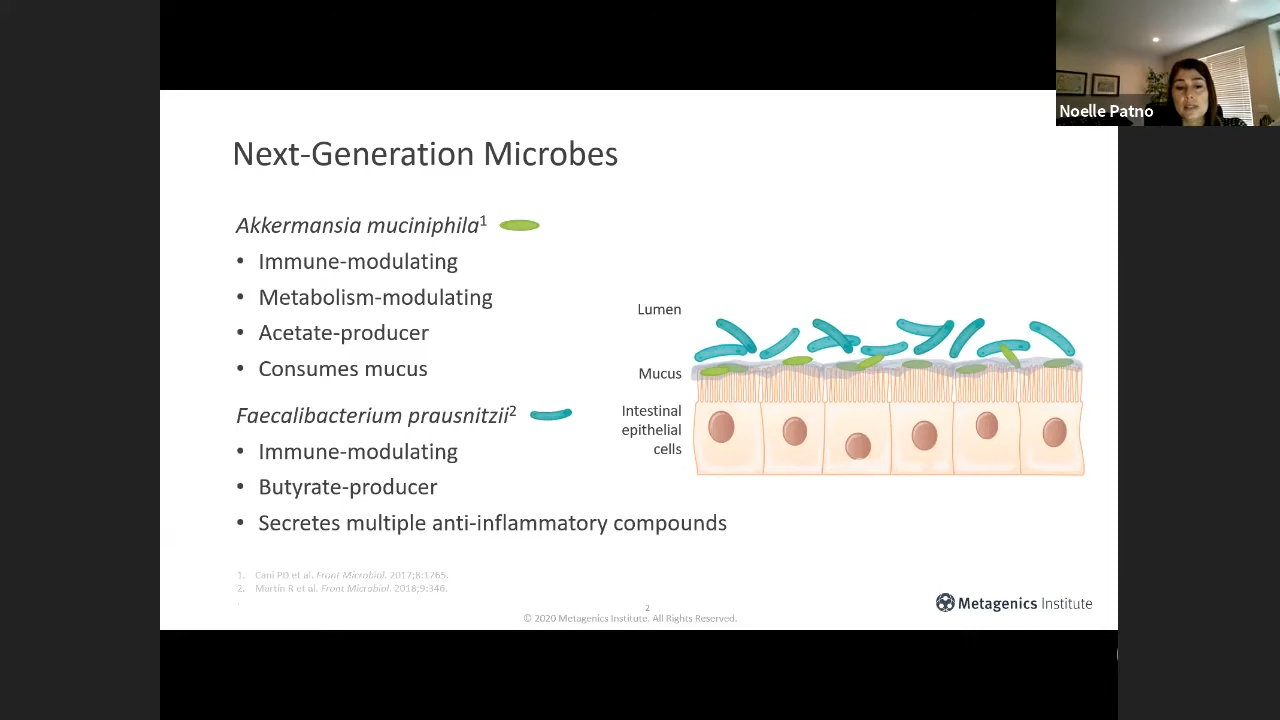 Noelle Patno
Next-Generation Microbes
Akkermansia muciniphila1
• Immune-modulating
• Metabolism-modulating
• Acetate-producer
• Consumes mucus
Faecalibacterium prausnitzii2
• Immune-modulating
• Butyrate-producer
• Secretes multiple anti-inflammatory compounds
Lumen
Mucus
Intestinal
epithelial
cells
1. Cani PD et al. Front Microbiol. 2017;8:1765.
2. Martin R et al. Front Microbiol. 2018;9:346.
2
© 2020 Metagenics Institute. All Rights Reserved.
Metagenics Institute